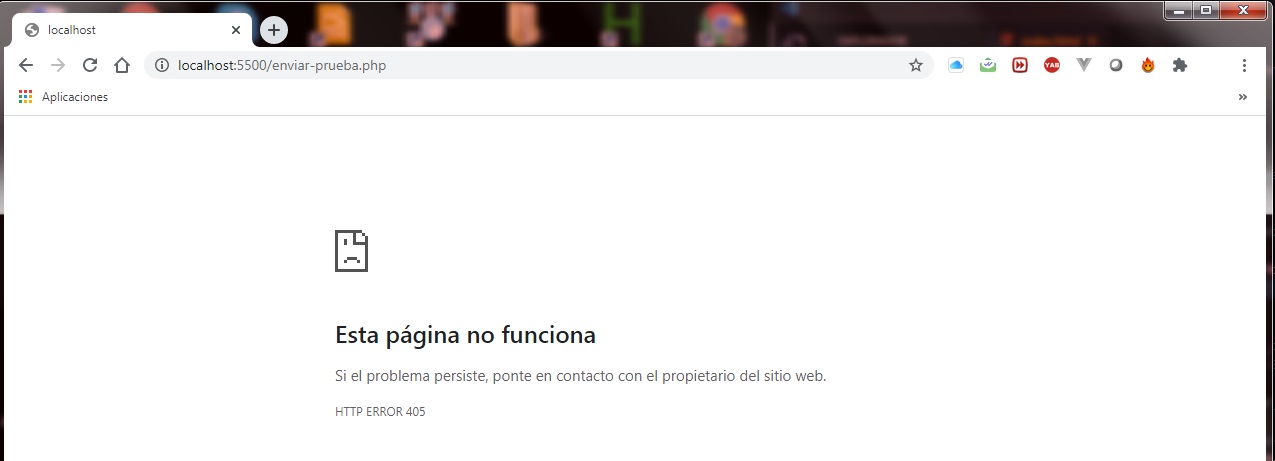 localhost
localhost:5500/enviar-prueba.php
YAB
Aplicaciones
Esta página no funciona
Si el problema persiste, ponte en contacto con el propietario del sitio web.
HTTP ERROR 405